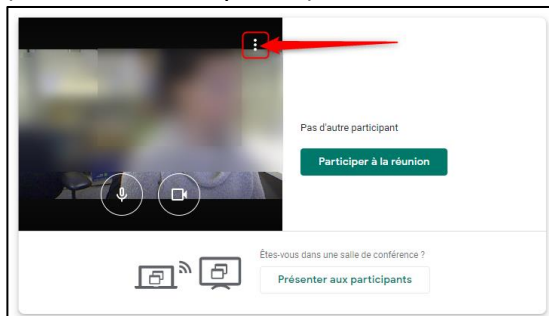 Pas d'autre participant
Participer à la réunion
Êtes-vous dans une salle de conférence ?
Présenter aux participants